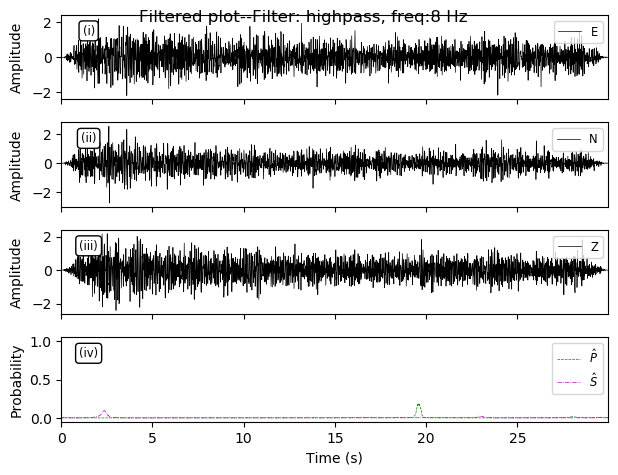 Filtered plot--Filter: highpass, freq:8 Hz
Amplitude
2
0
−2
(i)
E
Amplitude
2
0
−2
(ii)
N
Amplitude
2
0
−2
(iii)
Z
Probability
1.0
0.5
0.0
(iv)
P̂
Ŝ
0 5 10 15 20 25
Time (s)